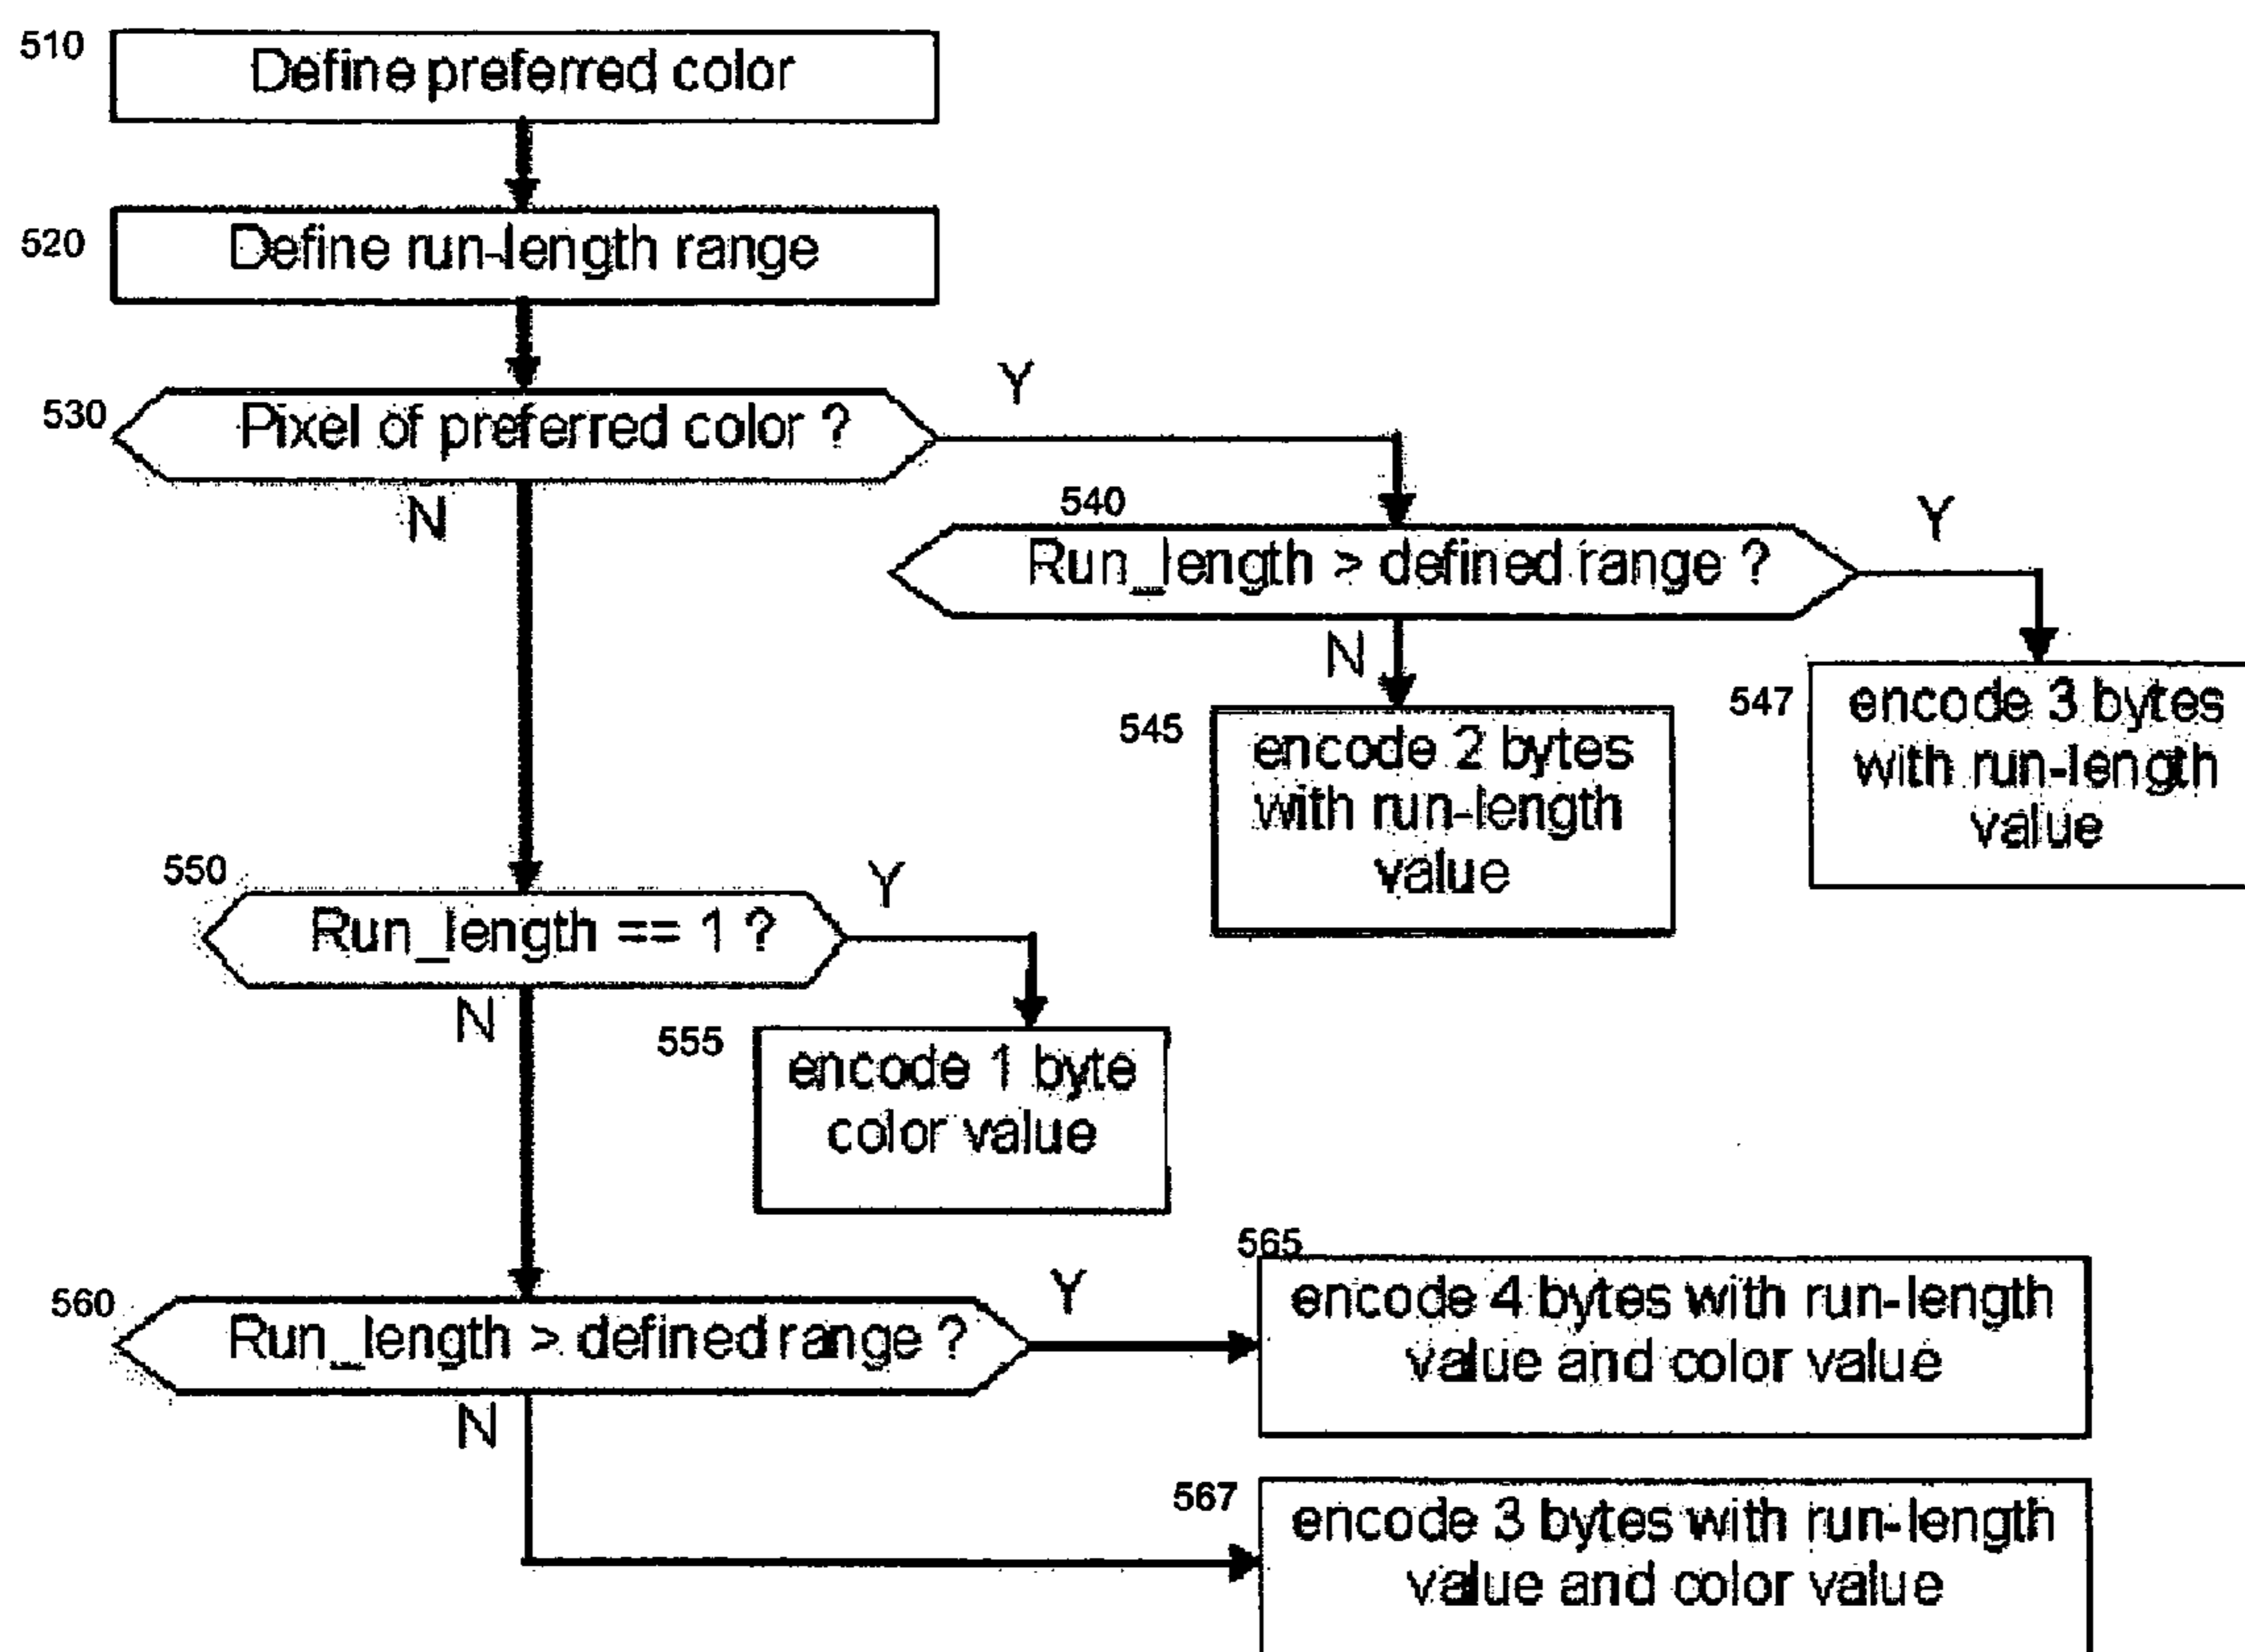 510
Define preferred color
520
Define run-length range
530
Pixel of preferred color ?
Y
N
540
Run_length > defined range ?
Y
N
545
encode 2 bytes
with run-length
value
547
encode 3 bytes
with run-length
value
550
Run_length == 1 ?
Y
N
555
encode 1 byte
color value
560
Run_length > defined range ?
Y
N
565
encode 4 bytes with run-length
value and color value
567
encode 3 bytes with run-length
value and color value